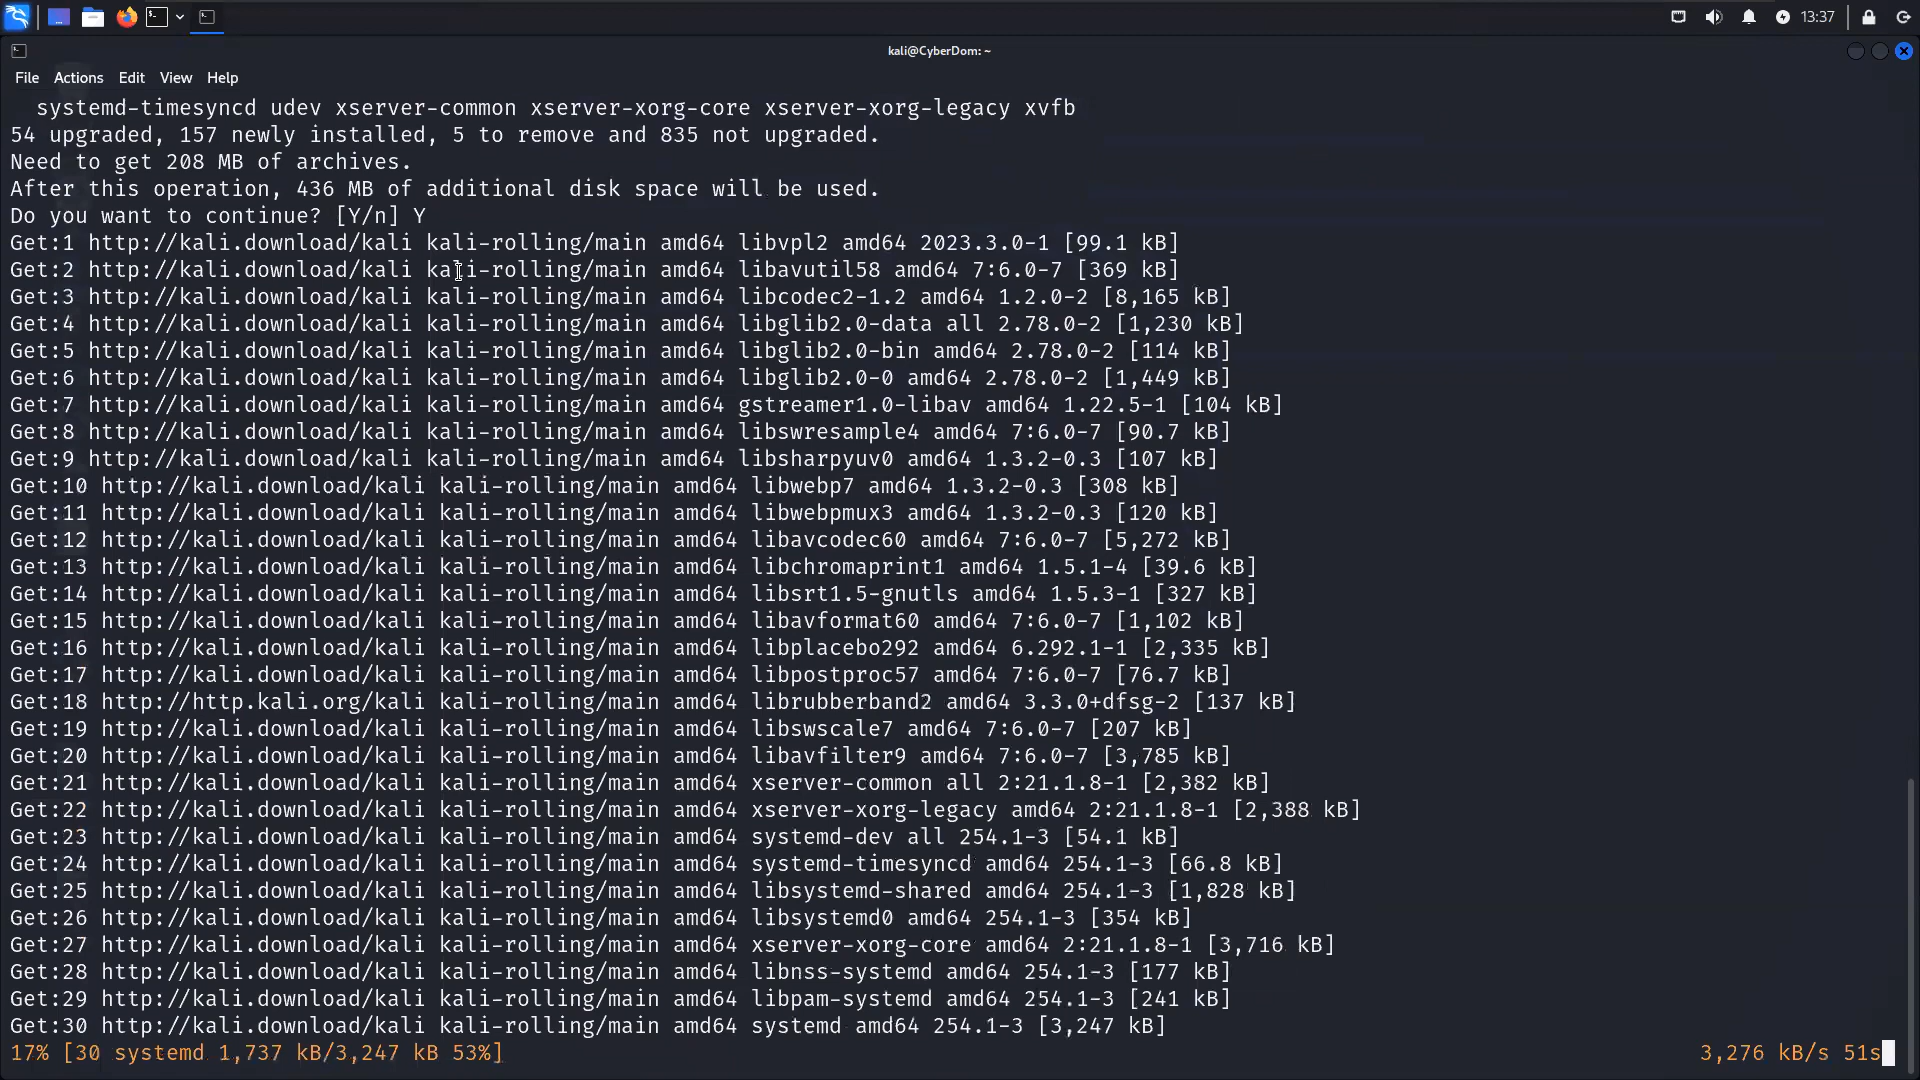 13:37
kali@CyberDom: ~
File Actions Edit View Help
systemd-timesyncd udev xserver-common xserver-xorg-core xserver-xorg-legacy xvfb
54 upgraded, 157 newly installed, 5 to remove and 835 not upgraded.
Need to get 208 MB of archives.
After this operation, 436 MB of additional disk space will be used.
Do you want to continue? [Y/n] Y
Get:1 http://kali.download/kali kali-rolling/main amd64 libvpl2 amd64 2023.3.0-1 [99.1 kB]
Get:2 http://kali.download/kali kali-rolling/main amd64 libavutil58 amd64 7:6.0-7 [369 kB]
Get:3 http://kali.download/kali kali-rolling/main amd64 libcodec2-1.2 amd64 1.2.0-2 [8,165 kB]
Get:4 http://kali.download/kali kali-rolling/main amd64 libglib2.0-data all 2.78.0-2 [1,230 kB]
Get:5 http://kali.download/kali kali-rolling/main amd64 libglib2.0-bin amd64 2.78.0-2 [114 kB]
Get:6 http://kali.download/kali kali-rolling/main amd64 libglib2.0-0 amd64 2.78.0-2 [1,449 kB]
Get:7 http://kali.download/kali kali-rolling/main amd64 gstreamer1.0-libav amd64 1.22.5-1 [104 kB]
Get:8 http://kali.download/kali kali-rolling/main amd64 libswresample4 amd64 7:6.0-7 [90.7 kB]
Get:9 http://kali.download/kali kali-rolling/main amd64 libsharpyuv0 amd64 1.3.2-0.3 [107 kB]
Get:10 http://kali.download/kali kali-rolling/main amd64 libwebp7 amd64 1.3.2-0.3 [308 kB]
Get:11 http://kali.download/kali kali-rolling/main amd64 libwebpmux3 amd64 1.3.2-0.3 [120 kB]
Get:12 http://kali.download/kali kali-rolling/main amd64 libavcodec60 amd64 7:6.0-7 [5,272 kB]
Get:13 http://kali.download/kali kali-rolling/main amd64 libchromaprint1 amd64 1.5.1-4 [39.6 kB]
Get:14 http://kali.download/kali kali-rolling/main amd64 libsrt1.5-gnutls amd64 1.5.3-1 [327 kB]
Get:15 http://kali.download/kali kali-rolling/main amd64 libavformat60 amd64 7:6.0-7 [1,102 kB]
Get:16 http://kali.download/kali kali-rolling/main amd64 libplacebo292 amd64 6.292.1-1 [2,335 kB]
Get:17 http://kali.download/kali kali-rolling/main amd64 libpostproc57 amd64 7:6.0-7 [76.7 kB]
Get:18 http://http.kali.org/kali kali-rolling/main amd64 librubberband2 amd64 3.3.0+dfsg-2 [137 kB]
Get:19 http://kali.download/kali kali-rolling/main amd64 libswscale7 amd64 7:6.0-7 [207 kB]
Get:20 http://kali.download/kali kali-rolling/main amd64 libavfilter9 amd64 7:6.0-7 [3,785 kB]
Get:21 http://kali.download/kali kali-rolling/main amd64 xserver-common all 2:21.1.8-1 [2,382 kB]
Get:22 http://kali.download/kali kali-rolling/main amd64 xserver-xorg-legacy amd64 2:21.1.8-1 [2,388 kB]
Get:23 http://kali.download/kali kali-rolling/main amd64 systemd-dev all 254.1-3 [54.1 kB]
Get:24 http://kali.download/kali kali-rolling/main amd64 systemd-timesyncd amd64 254.1-3 [66.8 kB]
Get:25 http://kali.download/kali kali-rolling/main amd64 libsystemd-shared amd64 254.1-3 [1,828 kB]
Get:26 http://kali.download/kali kali-rolling/main amd64 libsystemd0 amd64 254.1-3 [354 kB]
Get:27 http://kali.download/kali kali-rolling/main amd64 xserver-xorg-core amd64 2:21.1.8-1 [3,716 kB]
Get:28 http://kali.download/kali kali-rolling/main amd64 libnss-systemd amd64 254.1-3 [177 kB]
Get:29 http://kali.download/kali kali-rolling/main amd64 libpam-systemd amd64 254.1-3 [241 kB]
Get:30 http://kali.download/kali kali-rolling/main amd64 systemd amd64 254.1-3 [3,247 kB]
17% [30 systemd 1,737 kB/3,247 kB 53%] 3,276 kB/s 51s